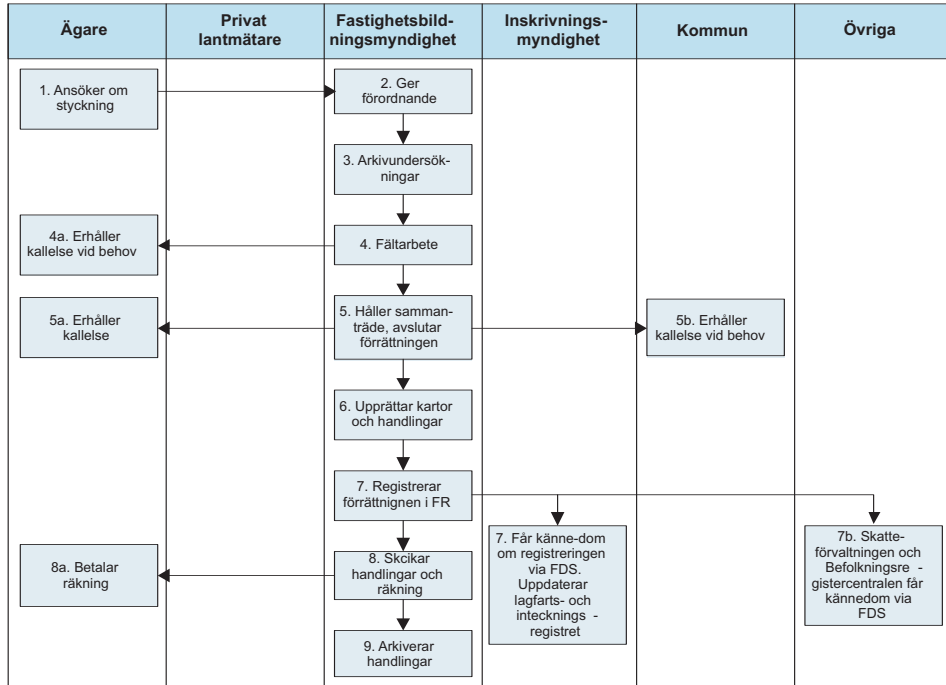 Ägare
Privat
lantmätare
Fastighetsbild-
ningsmyndighet
Inskrivnings-
myndighet
Kommun
Övriga
1. Ansöker om
styckning
2. Ger
förordnande
3. Arkivundersök-
ningar
4a. Erhåller
kallelse vid behov
4. Fältarbete
5a. Erhåller
kallelse
5. Håller samman-
träde, avslutar
förrättningen
5b. Erhåller
kallelse vid behov
6. Upprättar kartor
och handlingar
7. Registrerar
förrättnignen i FR
7. Får känne-dom
om registreringen
via FDS.
Uppdaterar
lagfarts- och
intecknings -
registret
7b. Skatte-
förvaltningen och
Befolkningsre -
gistercentralen får
kännedom via
FDS
8a. Betalar
räkning
8. Skcikar
handlingar och
räkning
9. Arkiverar
handlingar